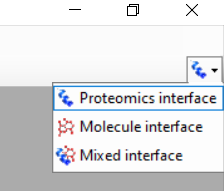 Proteomics interface
Molecule interface
Mixed interface